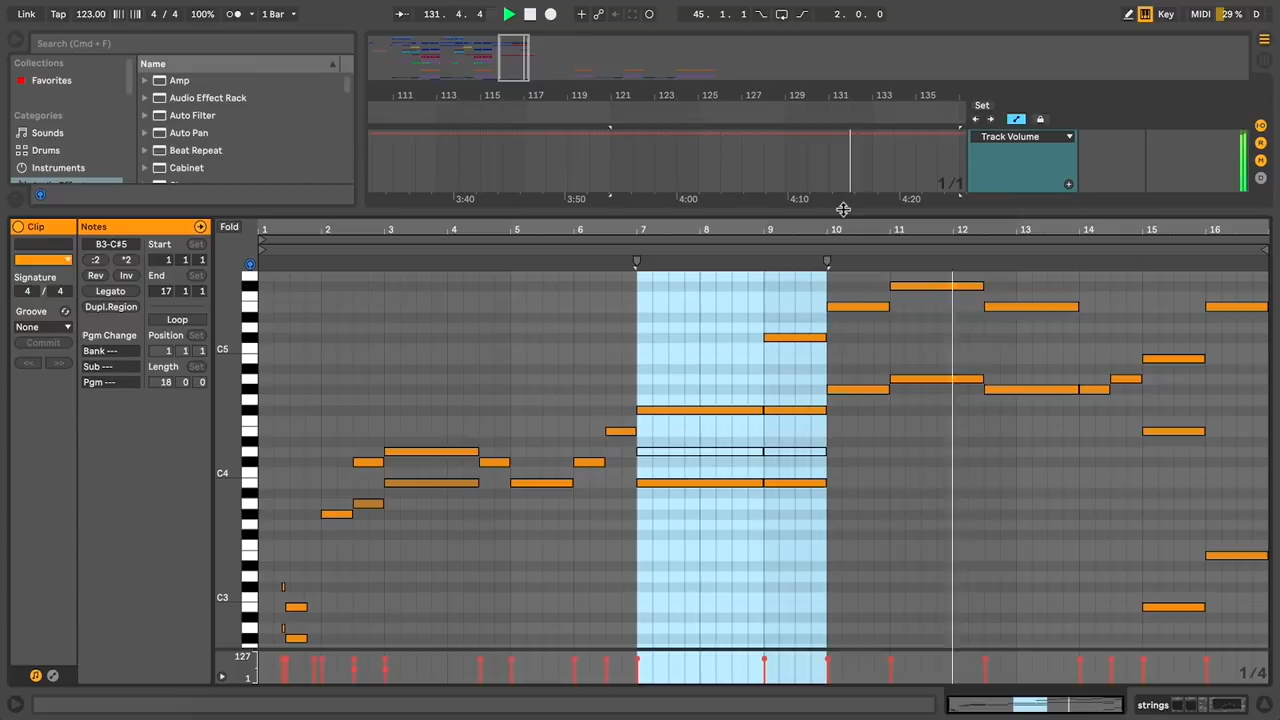 Link Tap 123.00 4 / 4 100% 1 Bar 131. 4. 4 45. 1. 1 2. 0. 0 Key MIDI 29 % D
Search (Cmd + F)
Collections
Favorites
Categories
Sounds
Drums
Instruments
Name
Amp
Audio Effect Rack
Auto Filter
Auto Pan
Beat Repeat
Cabinet
111 113 115 117 119 121 123 125 127 129 131 133 135
Set
Track Volume
1/1
3:40 3:50 4:00 4:10 4:20
I-O
R
M
D
Clip
Signature
4 / 4
Groove
None
Commit
<< >>
Notes
B3-C#5
:2 *2
Rev Inv
Legato
Dupl.Region
Pgm Change
Bank ---
Sub ---
Pgm ---
Start Set
1 1 1
End Set
17 1 1
Loop
Position Set
1 1 1
Length Set
18 0 0
Fold
1 2 3 4 5 6 7 8 9 10 11 12 13 14 15 16
C5
C4
C3
127
1
1/4
strings